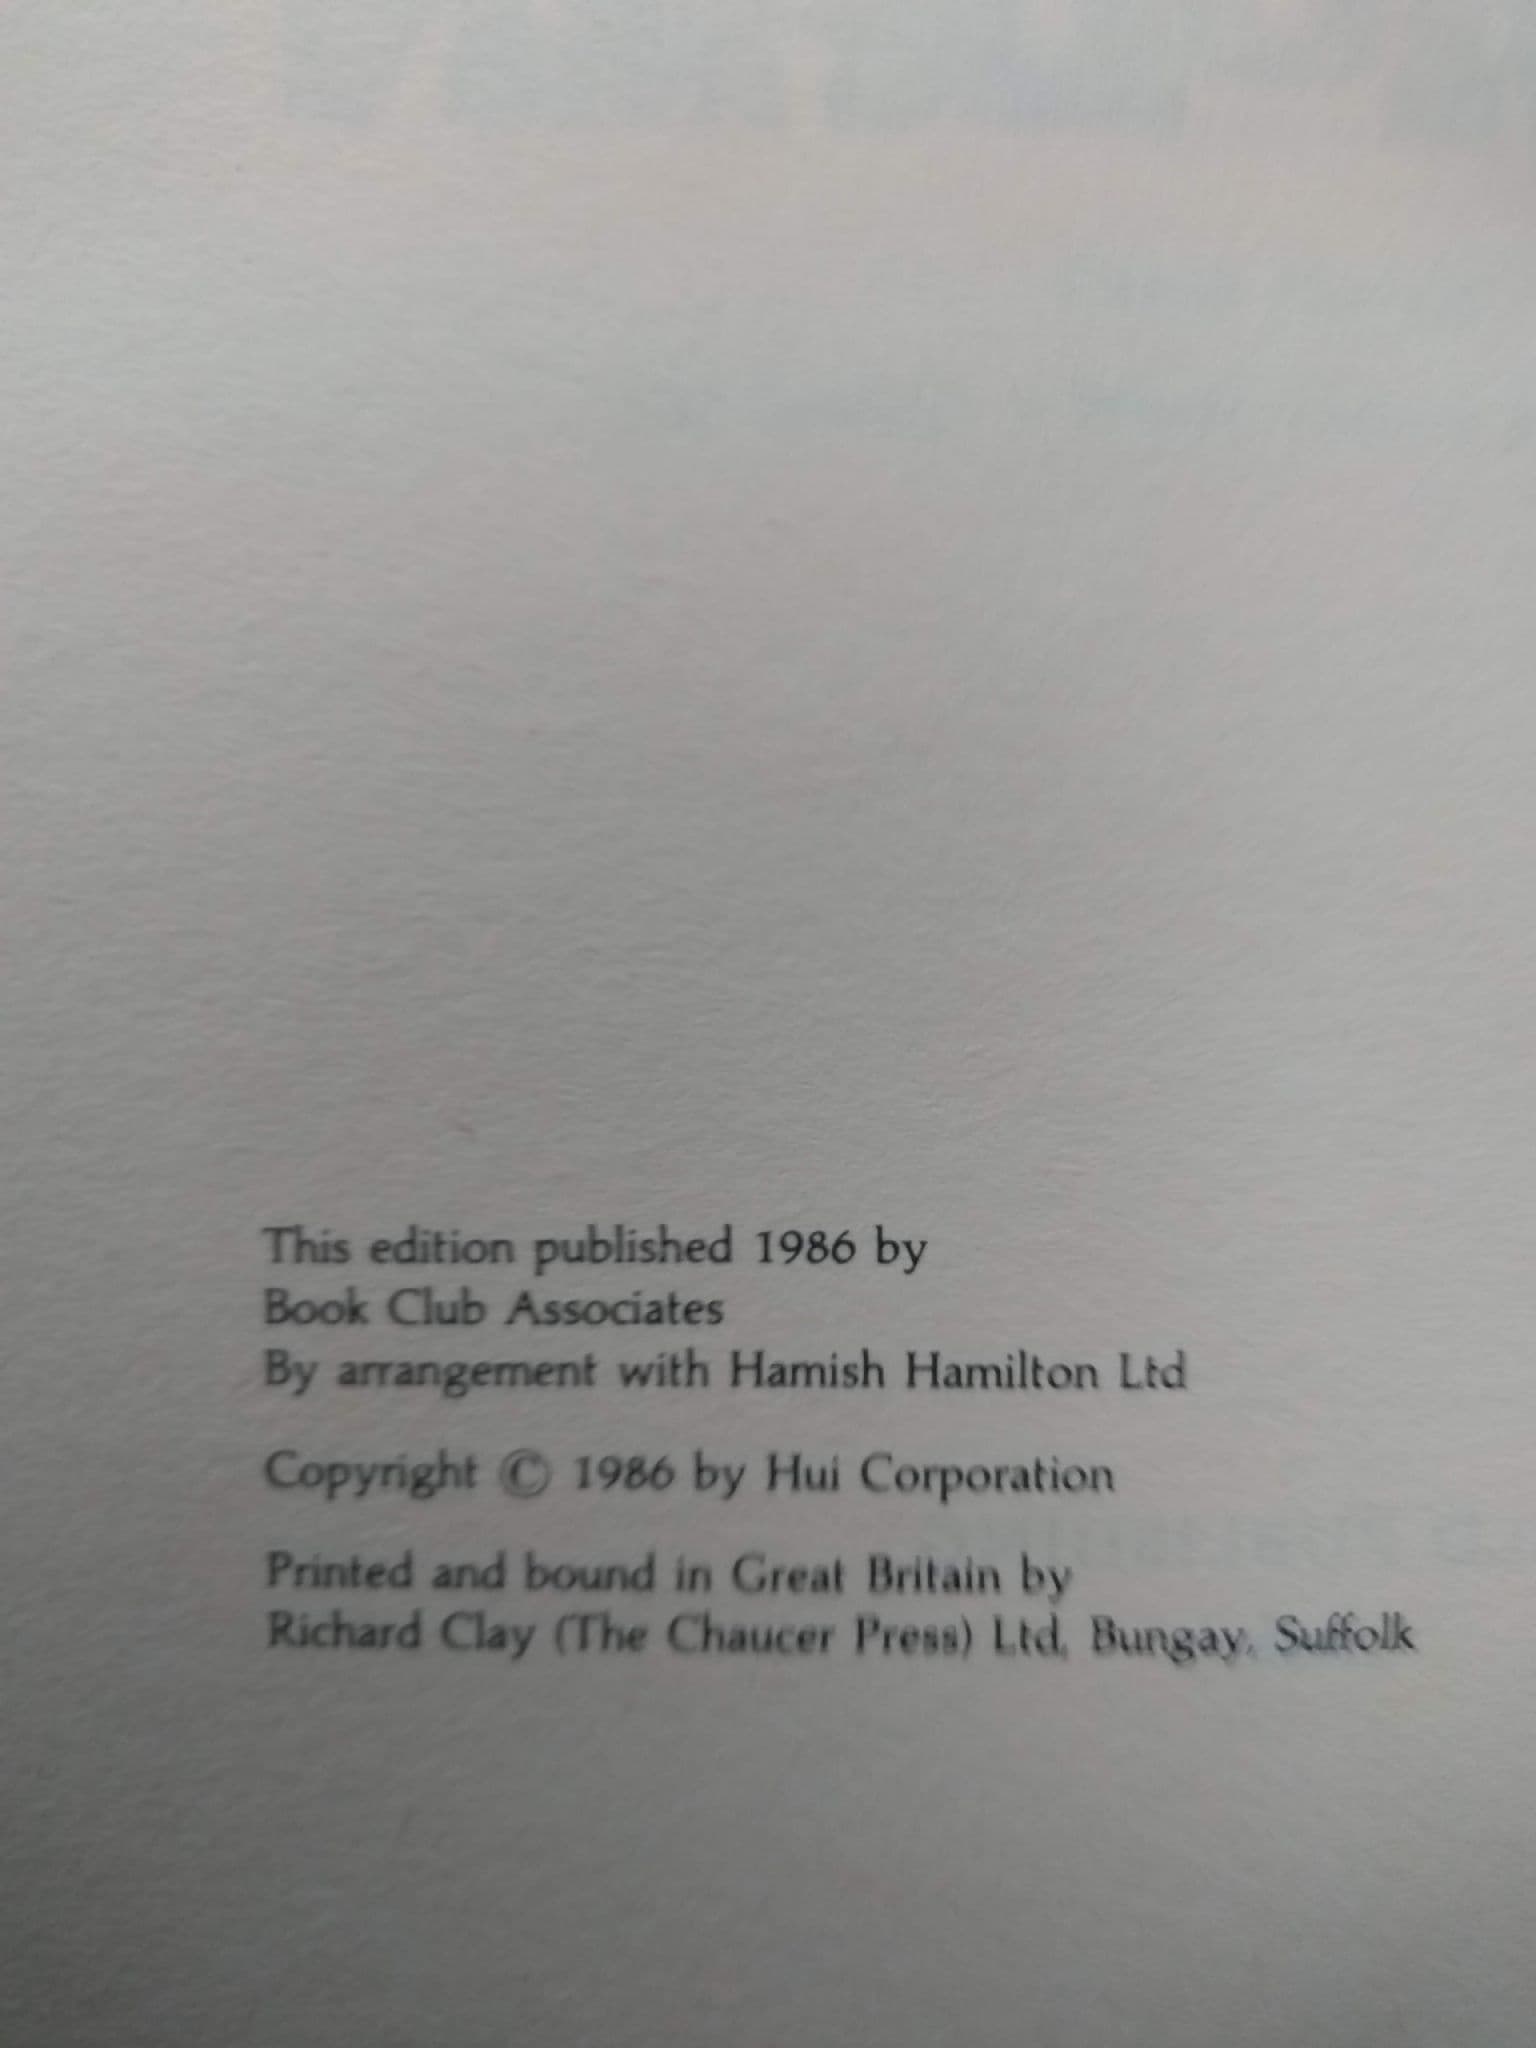 This edition published 1986 by
Book Club Associates
By arrangement with Hamish Hamilton Ltd
Copyright © 1986 by Hui Corporation
Printed and bound in Great Britain by
Richard Clay (The Chaucer Press) Ltd, Bungay, Suffolk